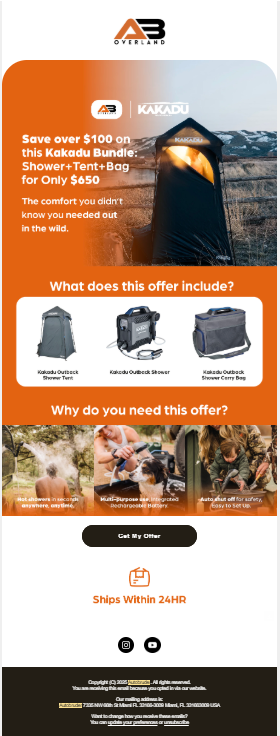 AB
OVERLAND
AB
OVERLAND
KAKADU
Save over $100 on
this Kakadu Bundle:
Shower+Tent+Bag
for Only $650
The comfort you didn't
know you needed out
in the wild.
KAKADU
What does this offer include?
Kakadu Outback
Shower Tent
Kakadu Outback Shower
Kakadu Outback
Shower Carry Bag
Why do you need this offer?
Hot showers in seconds
anywhere, anytime.
Multi-purpose use Integrated
Rechargeable Battery.
Auto shut off for safety,
Easy to Set Up.
Get My Offer
Ships Within 24HR
Copyright (C) 2025 . All rights reserved.
You are receiving this email because you opted in via our website.
Our mailing address is:
Want to change how you receive these emails?
You can update your preferences or unsubscribe